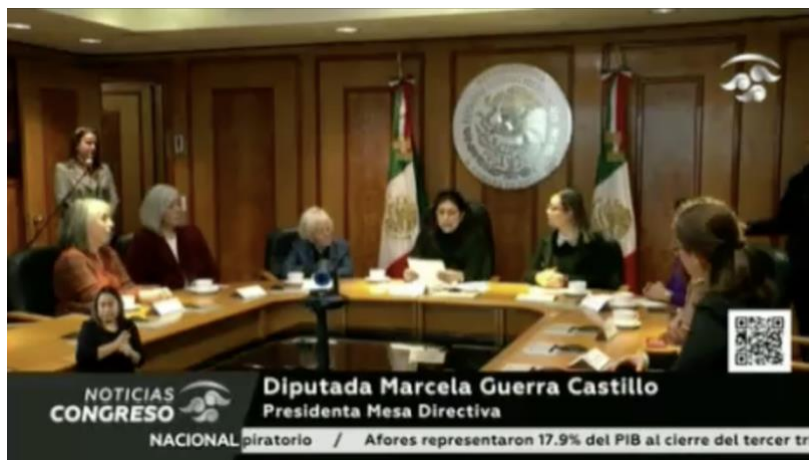 Diputada Marcela Guerra Castillo
Presidenta Mesa Directiva
NOTICIAS
CONGRESO
NACIONAL
piratorio / Afores representaron 17.9% del PIB al cierre del tercer tr